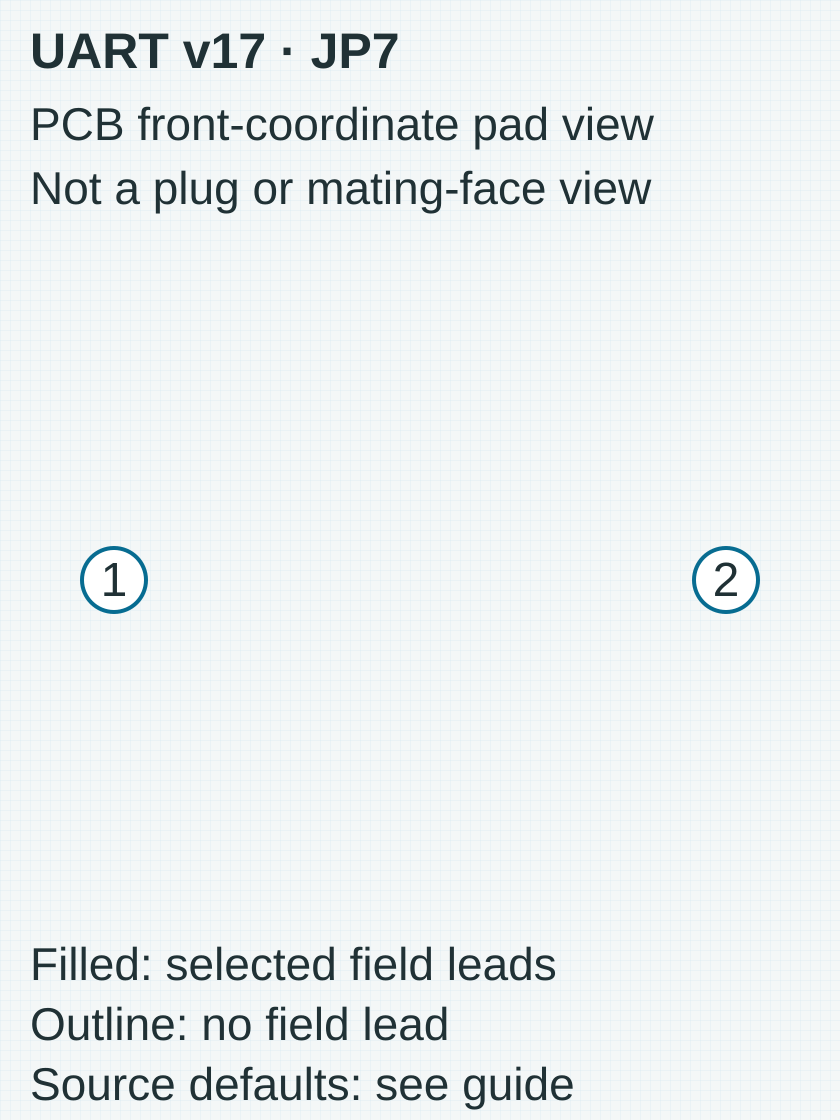 UART v17 · JP7
PCB front-coordinate pad view
Not a plug or mating-face view
1 2
Filled: selected field leads
Outline: no field lead
Source defaults: see guide